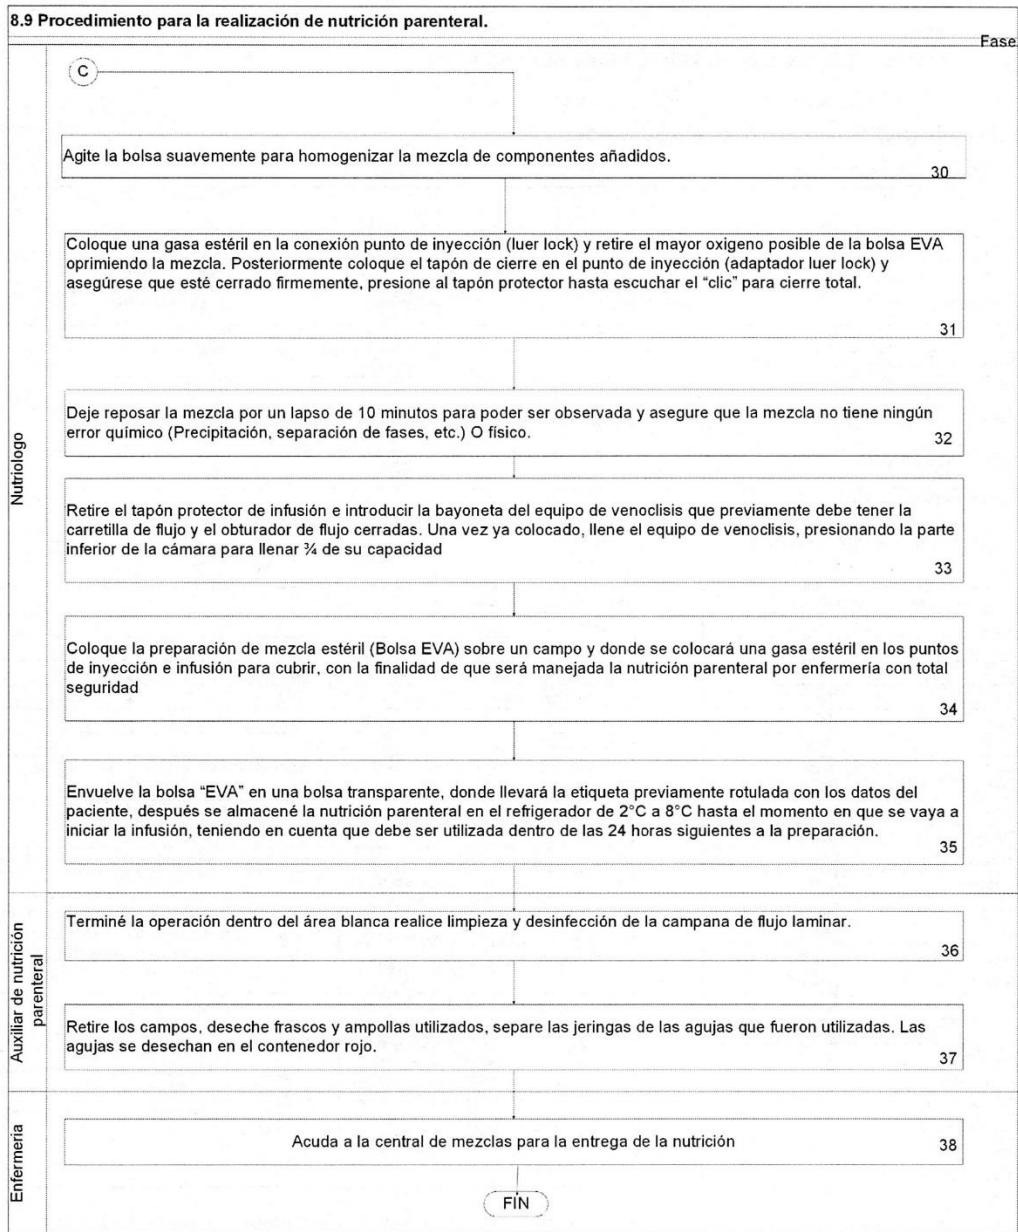 8.9 Procedimiento para la realización de nutrición parenteral.
Fase
C
Nutriologo
Agite la bolsa suavemente para homogenizar la mezcla de componentes añadidos.
30
Coloque una gasa estéril en la conexión punto de inyección (luer lock) y retire el mayor oxigeno posible de la bolsa EVA
oprimiendo la mezcla. Posteriormente coloque el tapón de cierre en el punto de inyección (adaptador luer lock) y
asegúrese que esté cerrado firmemente, presione al tapón protector hasta escuchar el “clic” para cierre total.
31
Deje reposar la mezcla por un lapso de 10 minutos para poder ser observada y asegure que la mezcla no tiene ningún
error químico (Precipitación, separación de fases, etc.) O físico.
32
Retire el tapón protector de infusión e introducir la bayoneta del equipo de venoclisis que previamente debe tener la
carretilla de flujo y el obturador de flujo cerradas. Una vez ya colocado, llene el equipo de venoclisis, presionando la parte
inferior de la cámara para llenar ¾ de su capacidad
33
Coloque la preparación de mezcla estéril (Bolsa EVA) sobre un campo y donde se colocará una gasa estéril en los puntos
de inyección e infusión para cubrir, con la finalidad de que será manejada la nutrición parenteral por enfermería con total
seguridad
34
Envuelve la bolsa “EVA” en una bolsa transparente, donde llevará la etiqueta previamente rotulada con los datos del
paciente, después se almacené la nutrición parenteral en el refrigerador de 2°C a 8°C hasta el momento en que se vaya a
iniciar la infusión, teniendo en cuenta que debe ser utilizada dentro de las 24 horas siguientes a la preparación.
35
Auxiliar de nutrición
parenteral
Terminé la operación dentro del área blanca realice limpieza y desinfección de la campana de flujo laminar.
36
Retire los campos, deseche frascos y ampollas utilizados, separe las jeringas de las agujas que fueron utilizadas. Las
agujas se desechan en el contenedor rojo.
37
Enfermeria
Acuda a la central de mezclas para la entrega de la nutrición
38
FIN